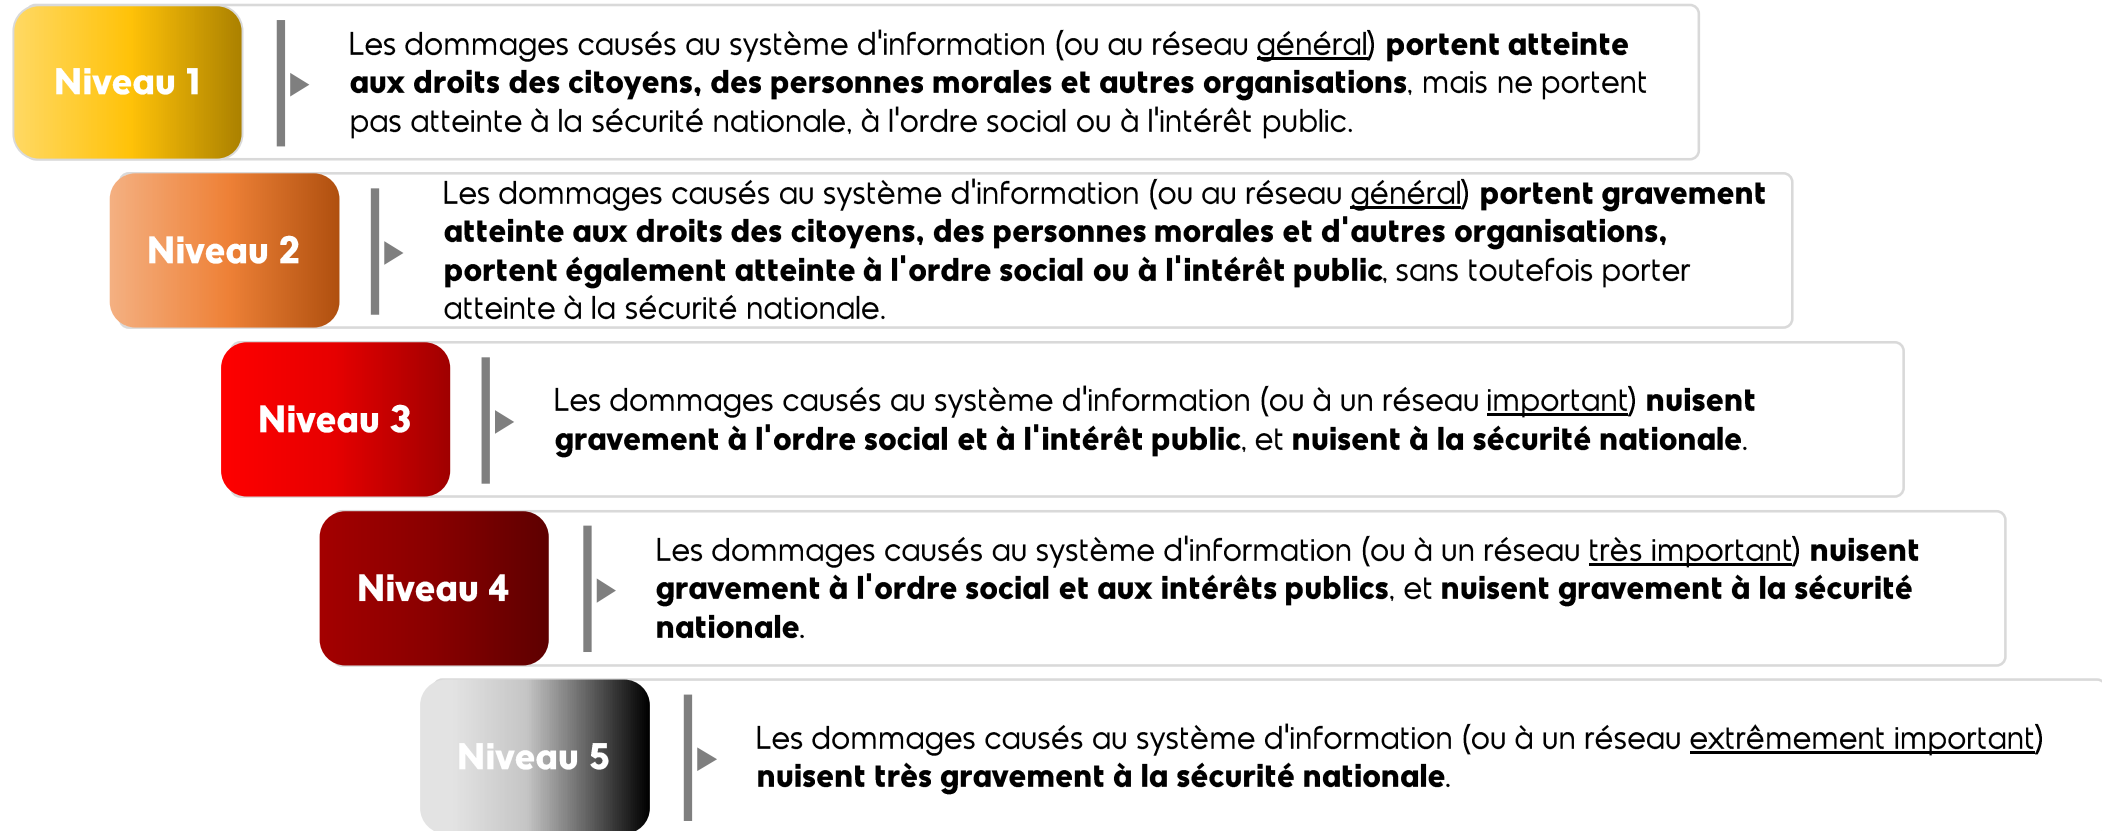 Niveau 1
Les dommages causés au système d'information (ou au réseau général) portent atteinte
aux droits des citoyens, des personnes morales et autres organisations, mais ne portent
pas atteinte à la sécurité nationale, à l'ordre social ou à l'intérêt public.
Niveau 2
Les dommages causés au système d'information (ou au réseau général) portent gravement
atteinte aux droits des citoyens, des personnes morales et d'autres organisations,
portent également atteinte à l'ordre social ou à l'intérêt public, sans toutefois porter
atteinte à la sécurité nationale.
Niveau 3
Les dommages causés au système d'information (ou à un réseau important) nuisent
gravement à l'ordre social et à l'intérêt public, et nuisent à la sécurité nationale.
Niveau 4
Les dommages causés au système d'information (ou à un réseau très important) nuisent
gravement à l'ordre social et aux intérêts publics, et nuisent gravement à la sécurité
nationale.
Niveau 5
Les dommages causés au système d'information (ou à un réseau extrêmement important)
nuisent très gravement à la sécurité nationale.